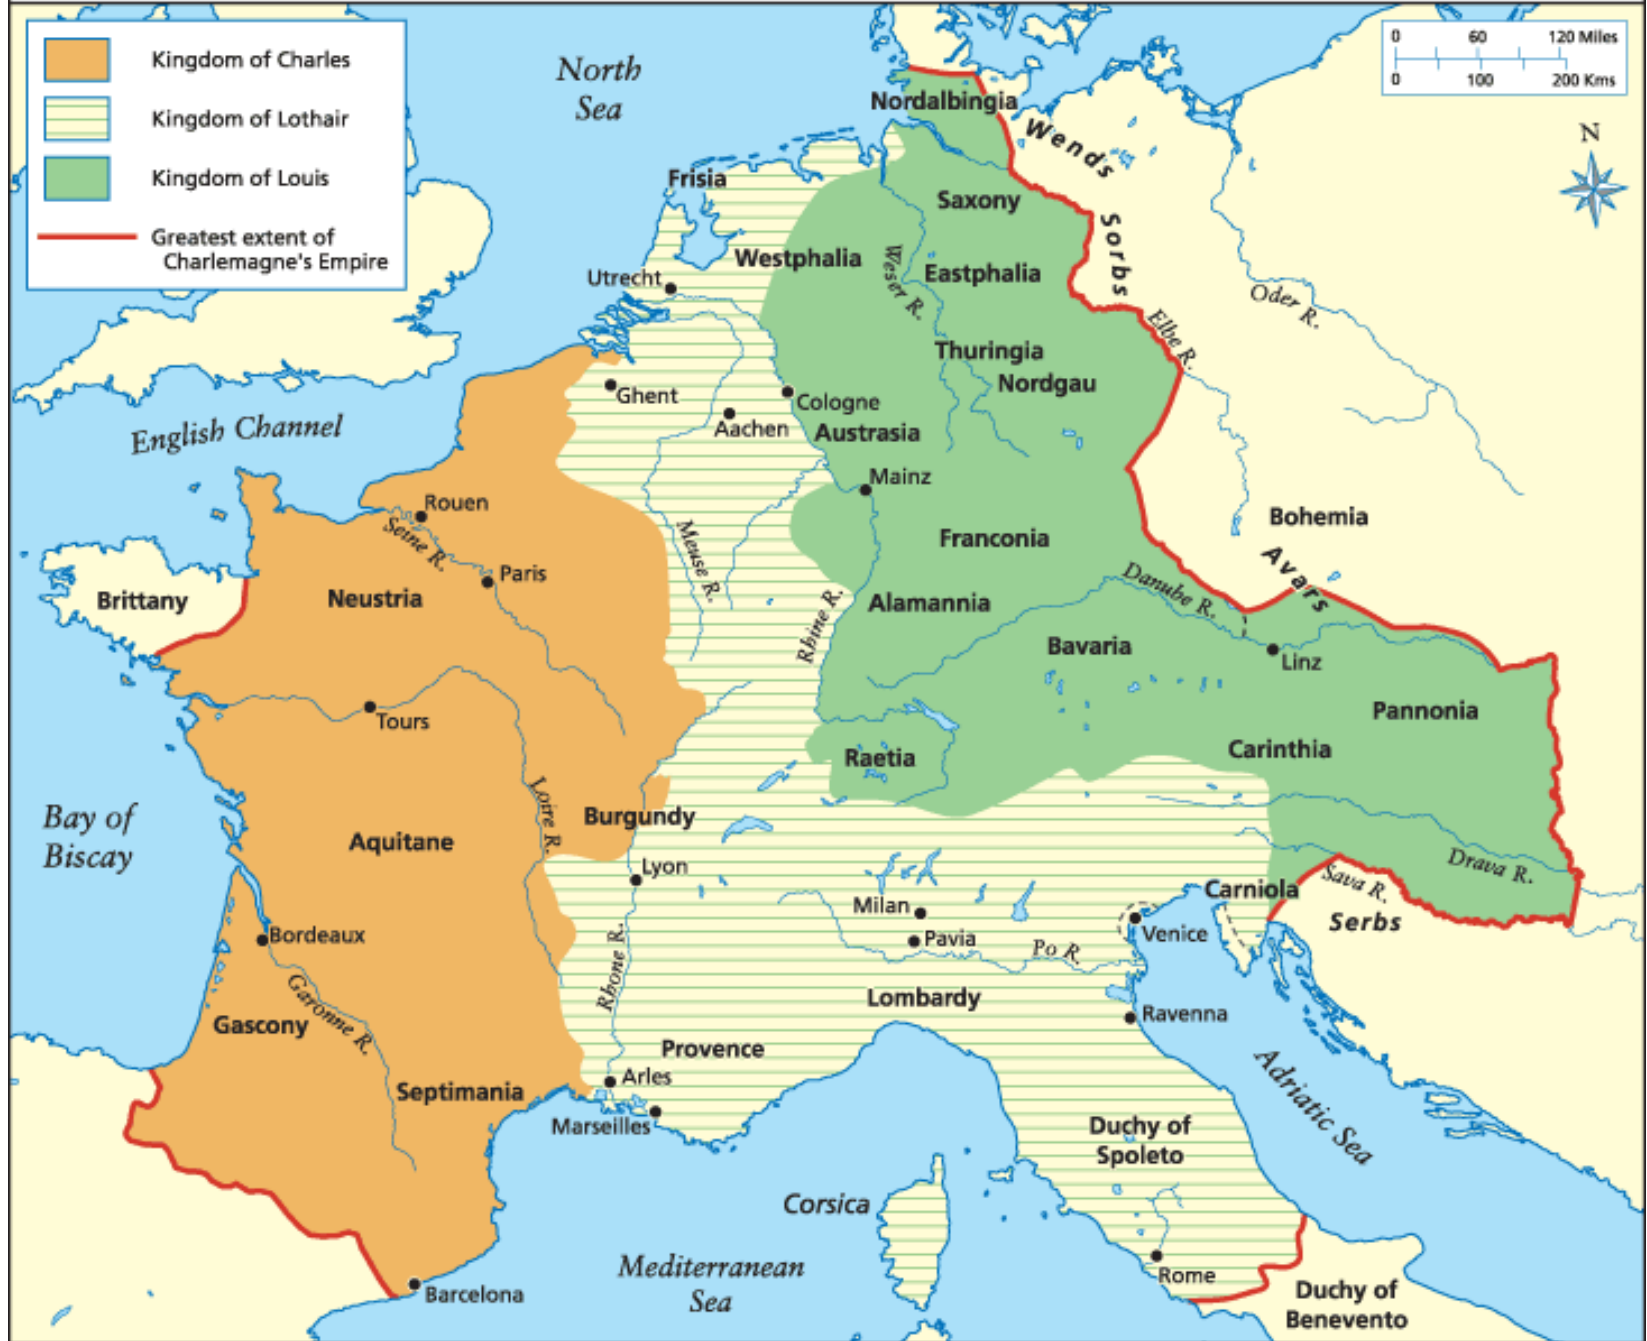 Kingdom of Charles
Kingdom of Lothair
Kingdom of Louis
Greatest extent of
Charlemagne's Empire
0 60 120 Miles
0 100 200 Kms
N
North
Sea
Nordalbingia
Wends
Frisia
Saxony
Sorbs
Westphalia
Weser R.
Eastphalia
Utrecht
Oder R.
Elbe R.
Thuringia
Nordgau
Ghent
Cologne
Aachen
Austrasia
English Channel
Mainz
Rouen
Seine R.
Bohemia
Meuse R.
Franconia
Avars
Paris
Danube R.
Brittany
Neustria
Alamannia
Rhine R.
Bavaria
Linz
Tours
Pannonia
Raetia
Carinthia
Bay of
Biscay
Loire R.
Burgundy
Aquitane
Lyon
Drava R.
Sava R.
Carniola
Milan
Serbs
Bordeaux
Pavia
Po R.
Venice
Rhone R.
Garonne R.
Lombardy
Gascony
Ravenna
Provence
Arles
Septimania
Adriatic Sea
Marseilles
Duchy of
Spoleto
Corsica
Mediterranean
Sea
Rome
Barcelona
Duchy of
Benevento